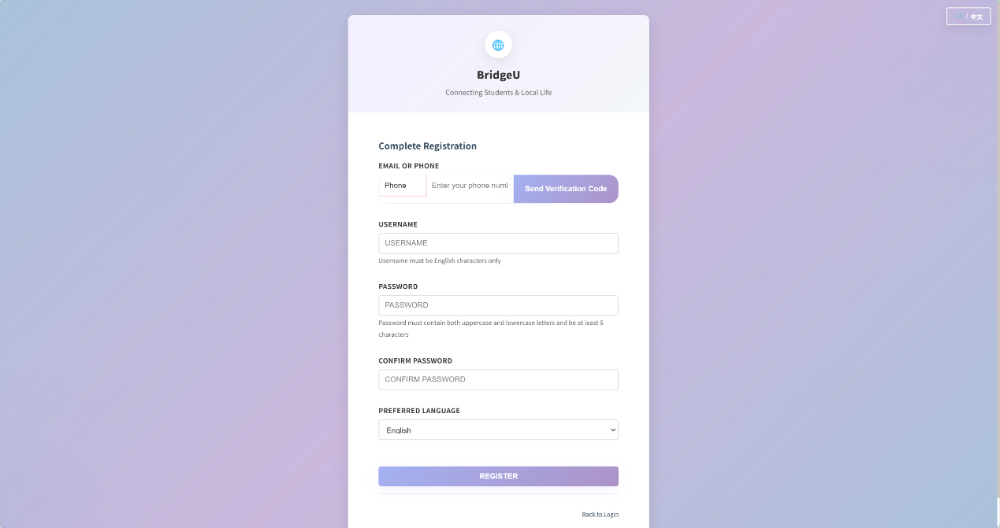 EN / 中文
BridgeU
Connecting Students & Local Life
Complete Registration
EMAIL OR PHONE
Phone
Enter your phone numl
Send Verification Code
USERNAME
USERNAME
Username must be English characters only
PASSWORD
PASSWORD
Password must contain both uppercase and lowercase letters and be at least 6
characters
CONFIRM PASSWORD
CONFIRM PASSWORD
PREFERRED LANGUAGE
English
REGISTER
Back to Login